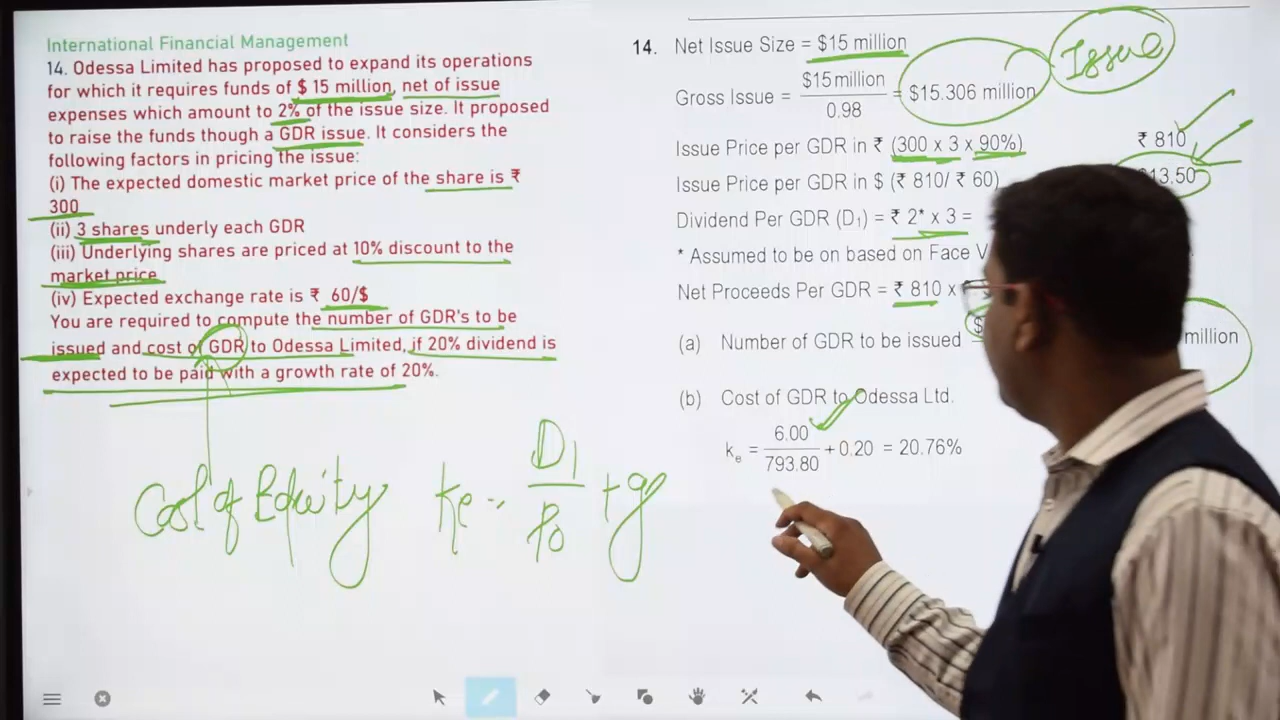 International Financial Management
14. Odessa Limited has proposed to expand its operations
for which it requires funds of $ 15 million, net of issue
expenses which amount to 2% of the issue size. It proposed
to raise the funds though a GDR issue. It considers the
following factors in pricing the issue:
(i) The expected domestic market price of the share is ₹
300
(ii) 3 shares underly each GDR
(iii) Underlying shares are priced at 10% discount to the
market price
(iv) Expected exchange rate is ₹ 60/$
You are required to compute the number of GDR's to be
issued and cost of GDR to Odessa Limited, if 20% dividend is
expected to be paid with a growth rate of 20%.
Cost of Equity Ke = D1/P0 + g
14. Net Issue Size = $15 million
Issue
Gross Issue = $15 million / 0.98 = $15.306 million
Issue Price per GDR in ₹ (300 x 3 x 90%) ₹ 810
Issue Price per GDR in $ (₹ 810/ ₹ 60) 13.50
Dividend Per GDR (D1) = ₹ 2* x 3 =
* Assumed to be on based on Face
Net Proceeds Per GDR = ₹ 810 x
(a) Number of GDR to be issued $ million
(b) Cost of GDR to Odessa Ltd.
ke = 6.00 / 793.80 + 0.20 = 20.76%